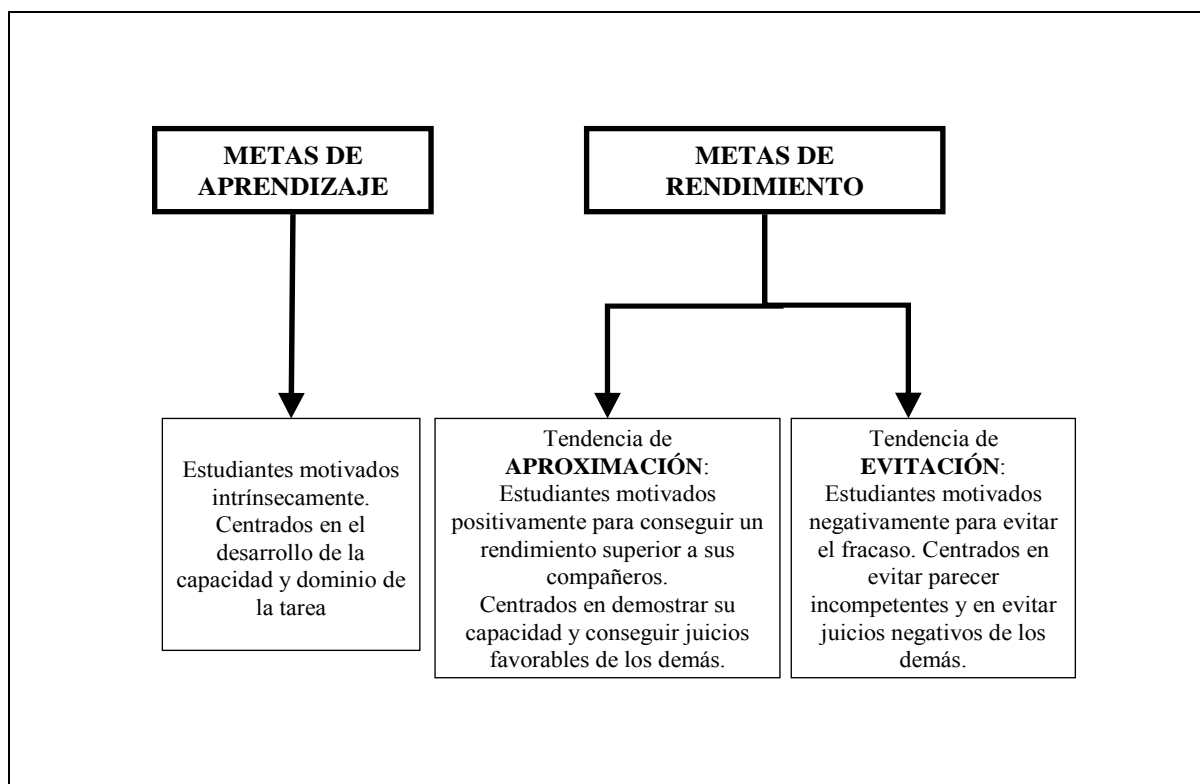 METAS DE
APRENDIZAJE
METAS DE
RENDIMIENTO
Estudiantes motivados
intrínsecamente.
Centrados en el
desarrollo de la
capacidad y dominio de
la tarea
Tendencia de
APROXIMACIÓN:
Estudiantes motivados
positivamente para conseguir un
rendimiento superior a sus
compañeros.
Centrados en demostrar su
capacidad y conseguir juicios
favorables de los demás.
Tendencia de
EVITACIÓN:
Estudiantes motivados
negativamente para evitar
el fracaso. Centrados en
evitar parecer
incompetentes y en evitar
juicios negativos de los
demás.